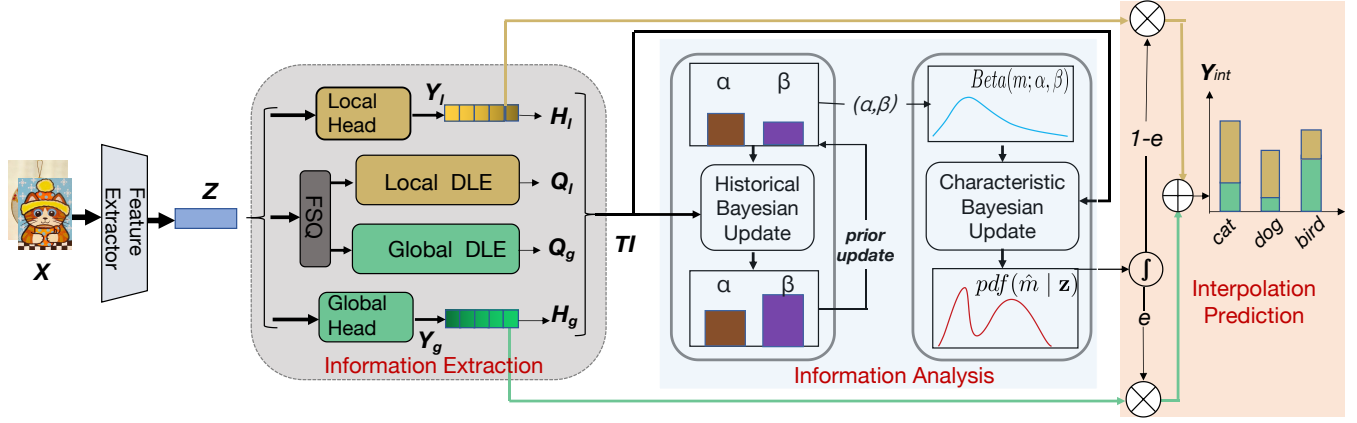 X
Feature
Extractor
Z
Local
Head
Y_l
H_l
FSQ
Local DLE
Q_l
Global DLE
Q_g
Global
Head
Y_g
H_g
Information Extraction
TI
α β
Historical
Bayesian
Update
α β
prior
update
(α,β)
Beta(m; α, β)
Characteristic
Bayesian
Update
pdf(m̂ | z)
Information Analysis
1-e
∫
e
Y_int
cat
dog
bird
Interpolation
Prediction